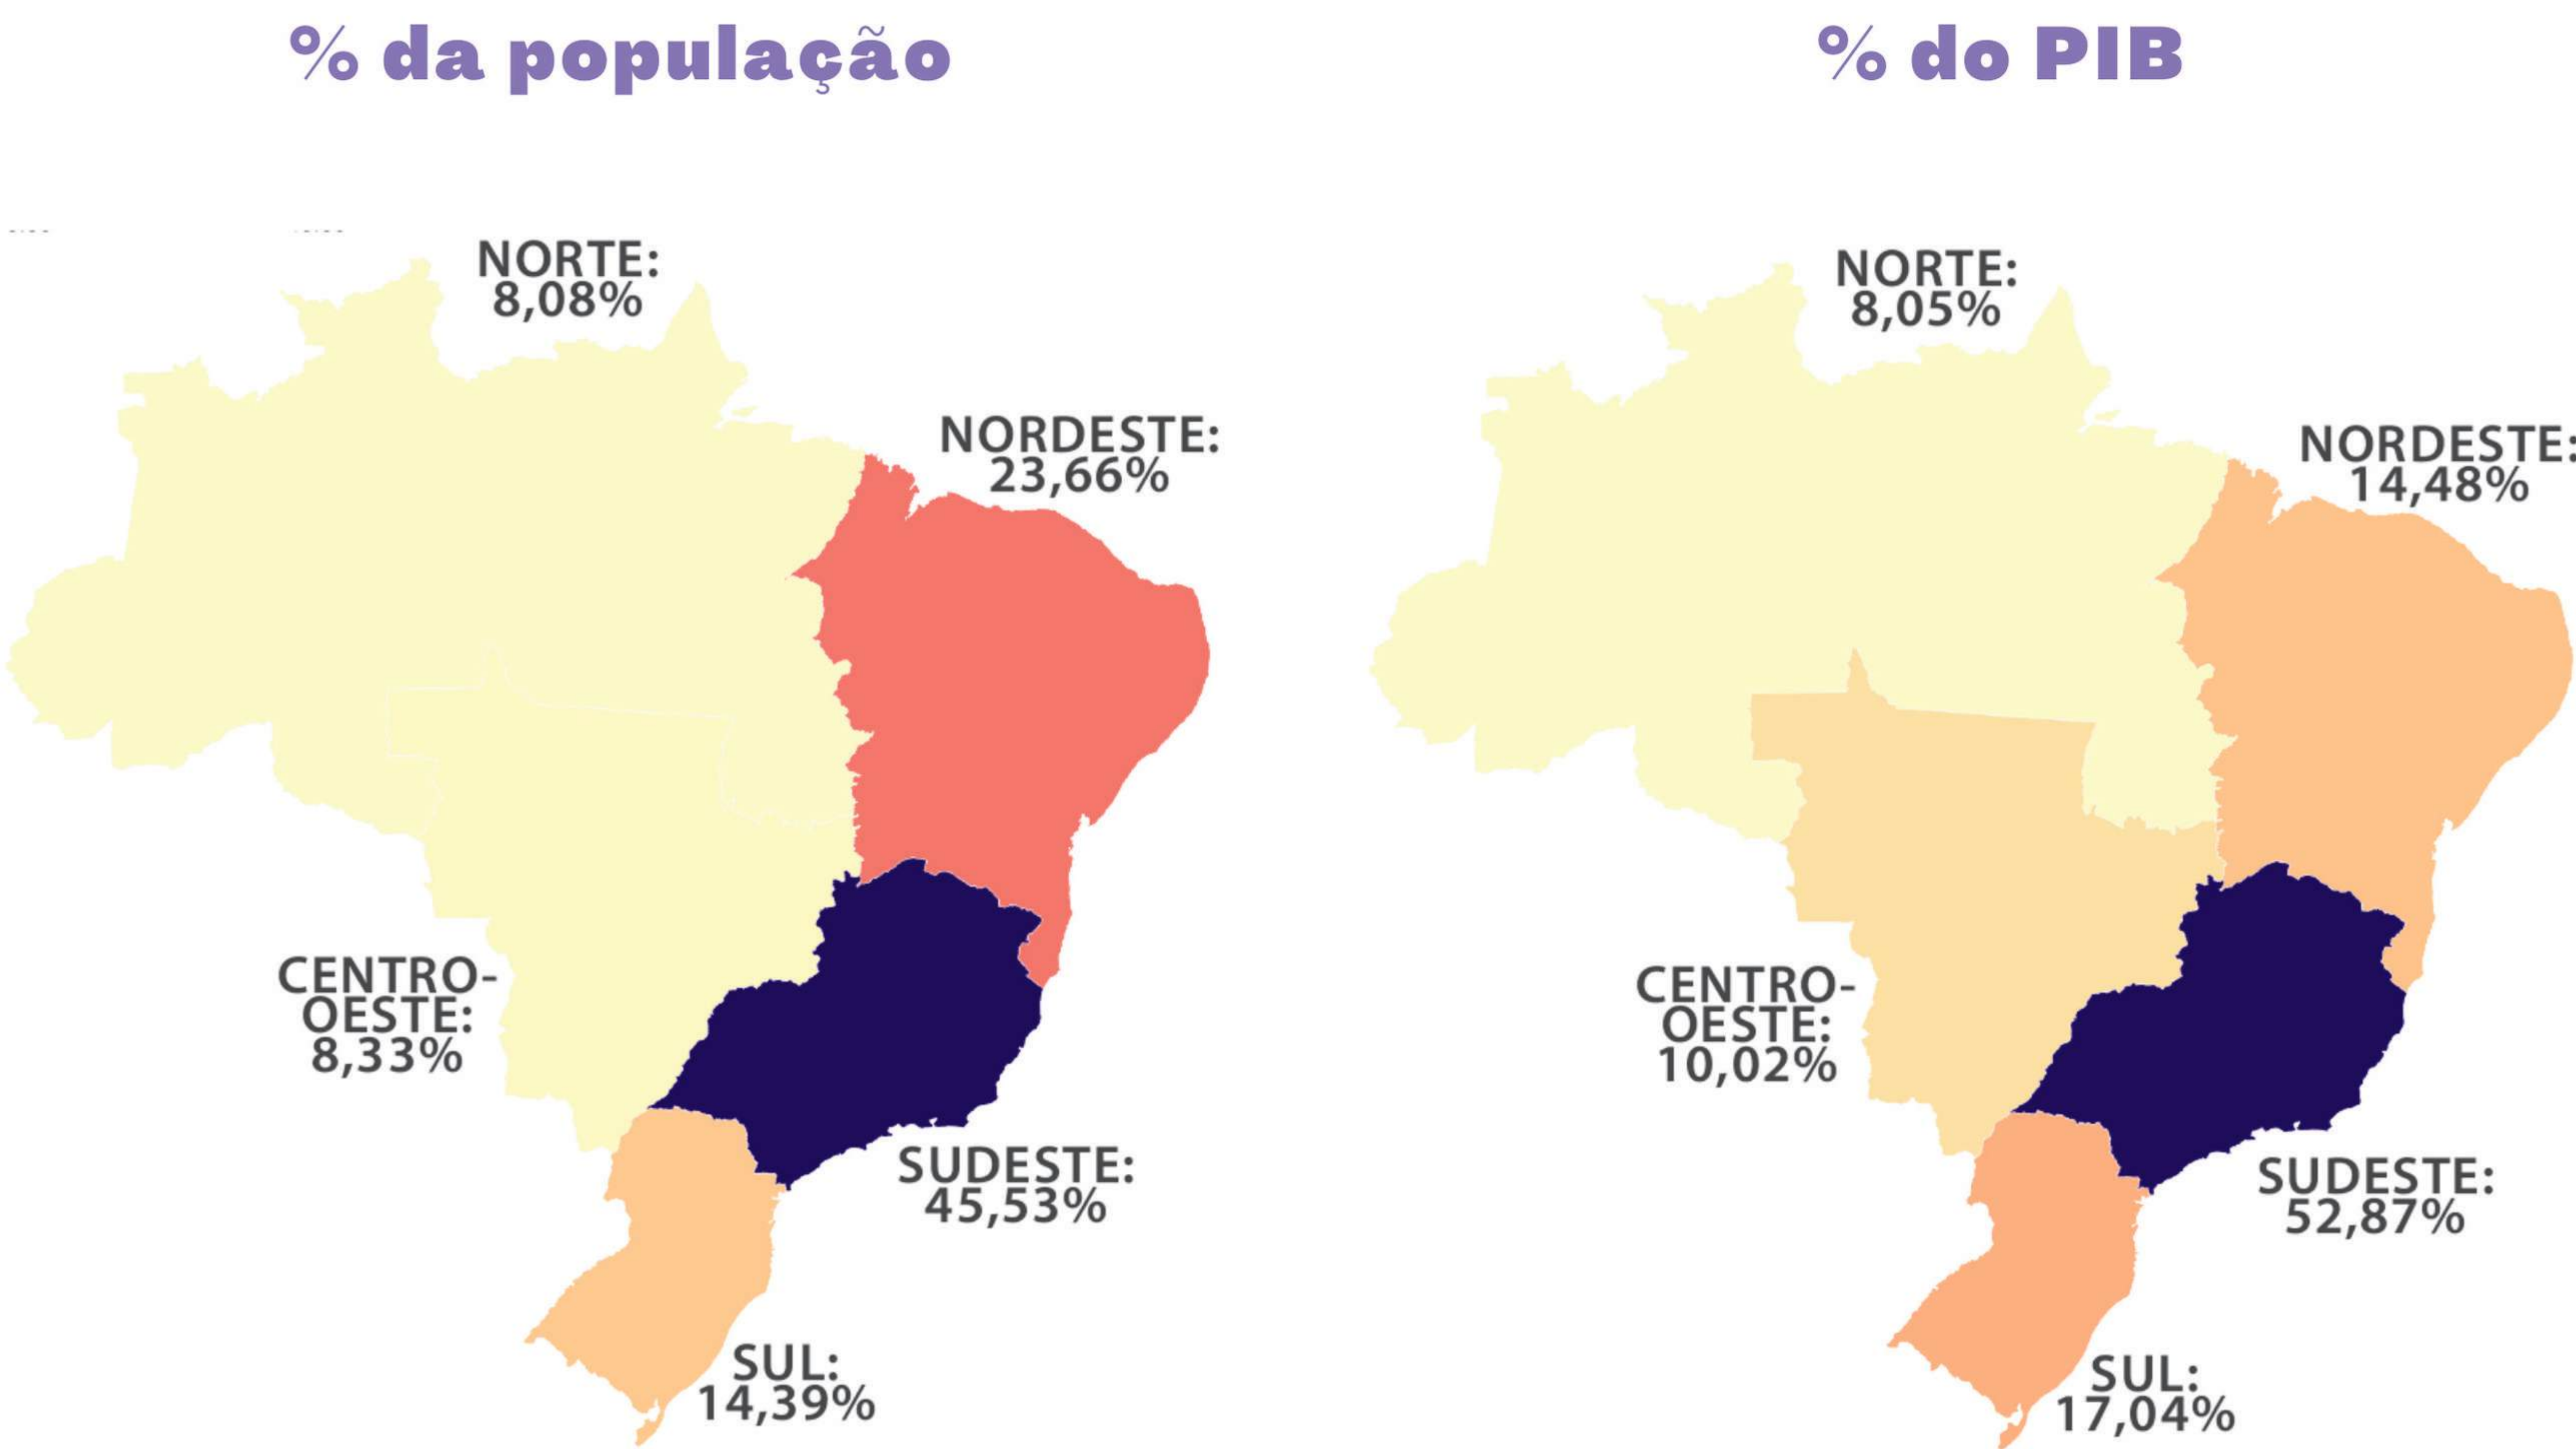 % da população
% do PIB
NORTE:
8,08%
NORDESTE:
23,66%
CENTRO-
OESTE:
8,33%
SUDESTE:
45,53%
SUL:
14,39%
NORTE:
8,05%
NORDESTE:
14,48%
CENTRO-
OESTE:
10,02%
SUDESTE:
52,87%
SUL:
17,04%